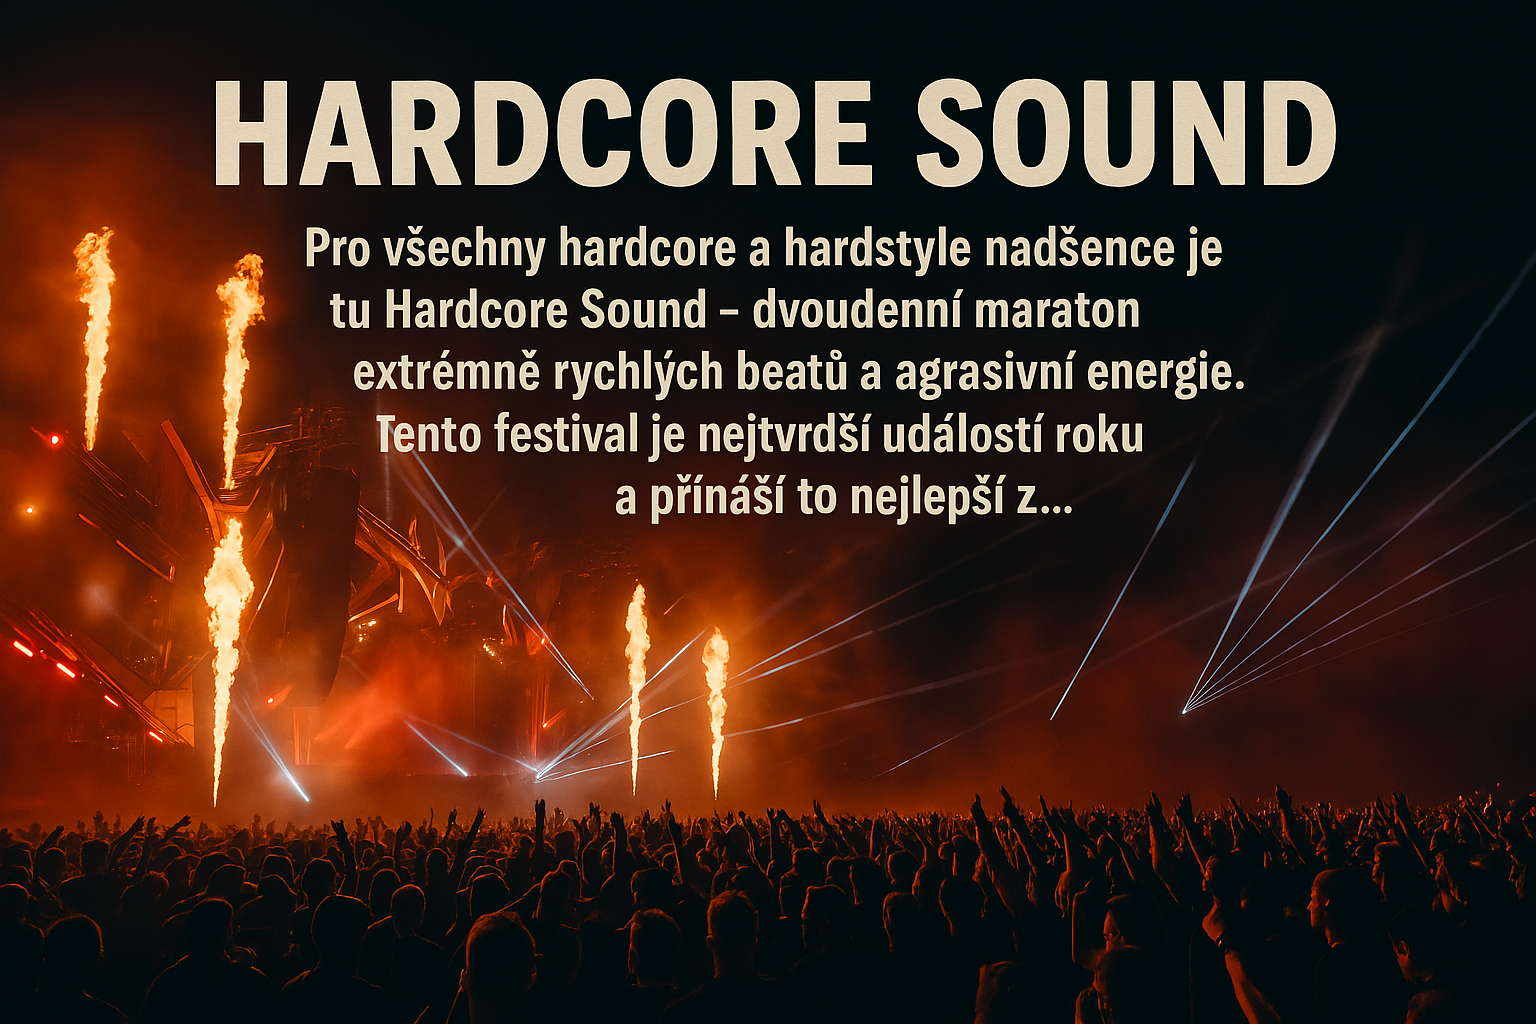 HARDCORE SOUND
Pro všechny hardcore a hardstyle nadšence je
tu Hardcore Sound – dvoudenní maraton
extrémně rychlých beatů a agrasivní energie.
Tento festival je nejtvrdší událostí roku
a přínáší to nejlepší z...